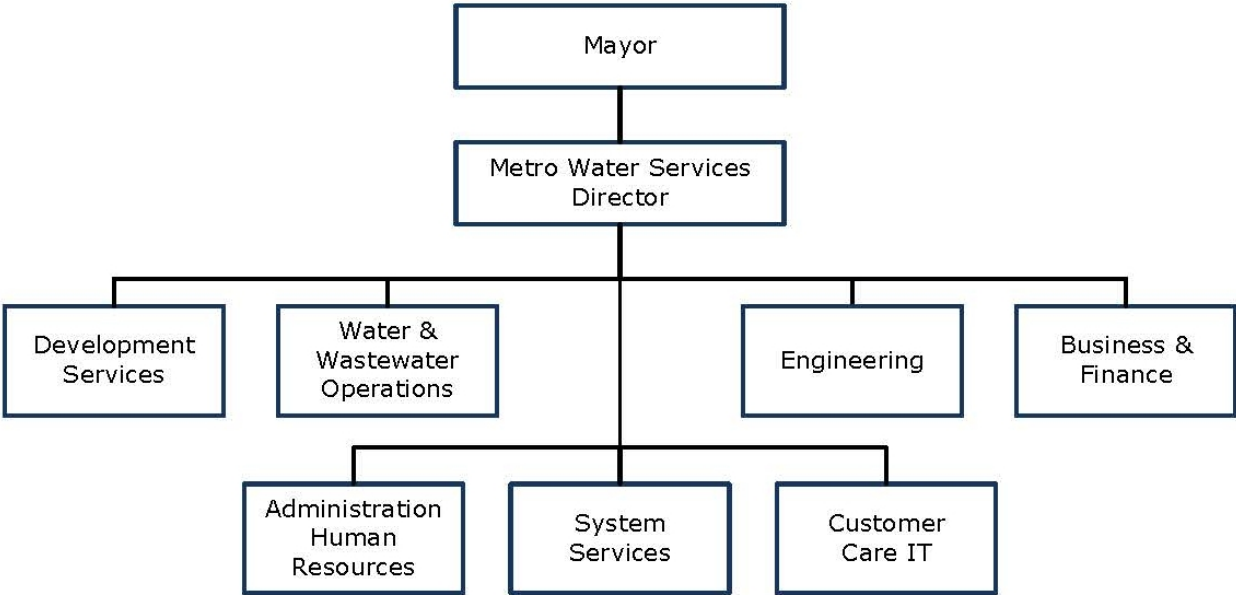 Mayor
Metro Water Services
Director
Development
Services
Water &
Wastewater
Operations
Engineering
Business &
Finance
Administration
Human
Resources
System
Services
Customer
Care IT